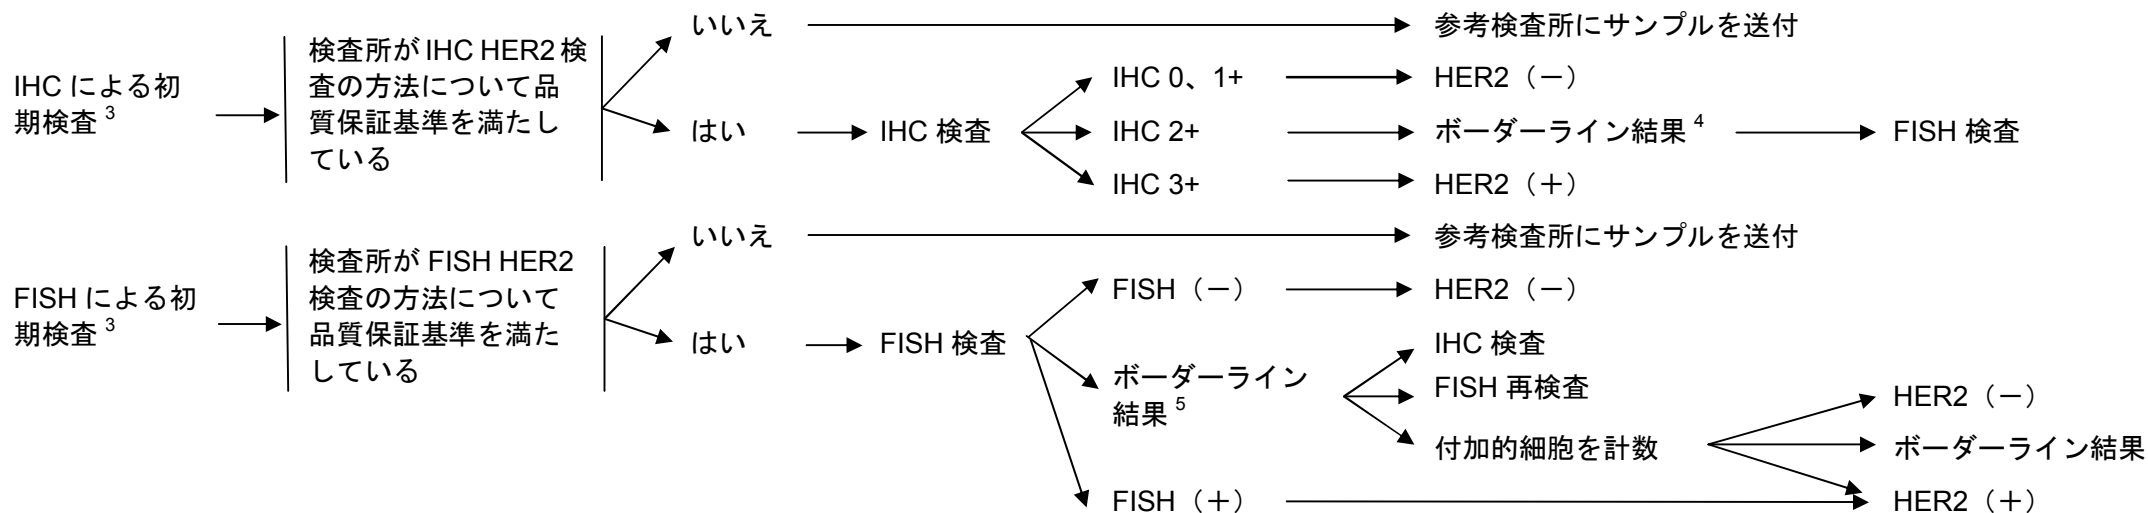 いいえ
参考検査所にサンプルを送付
IHC による初
期検査 3
検査所が IHC HER2 検
査の方法について品
質保証基準を満たし
ている
はい
IHC 検査
IHC 0、1+
HER2（－）
IHC 2+
ボーダーライン結果 4
FISH 検査
IHC 3+
HER2（＋）
いいえ
参考検査所にサンプルを送付
FISH による初
期検査 3
検査所が FISH HER2
検査の方法について
品質保証基準を満た
している
はい
FISH 検査
FISH（－）
HER2（－）
ボーダーライン
結果 5
IHC 検査
FISH 再検査
付加的細胞を計数
HER2（－）
ボーダーライン結果
FISH（＋）
HER2（＋）